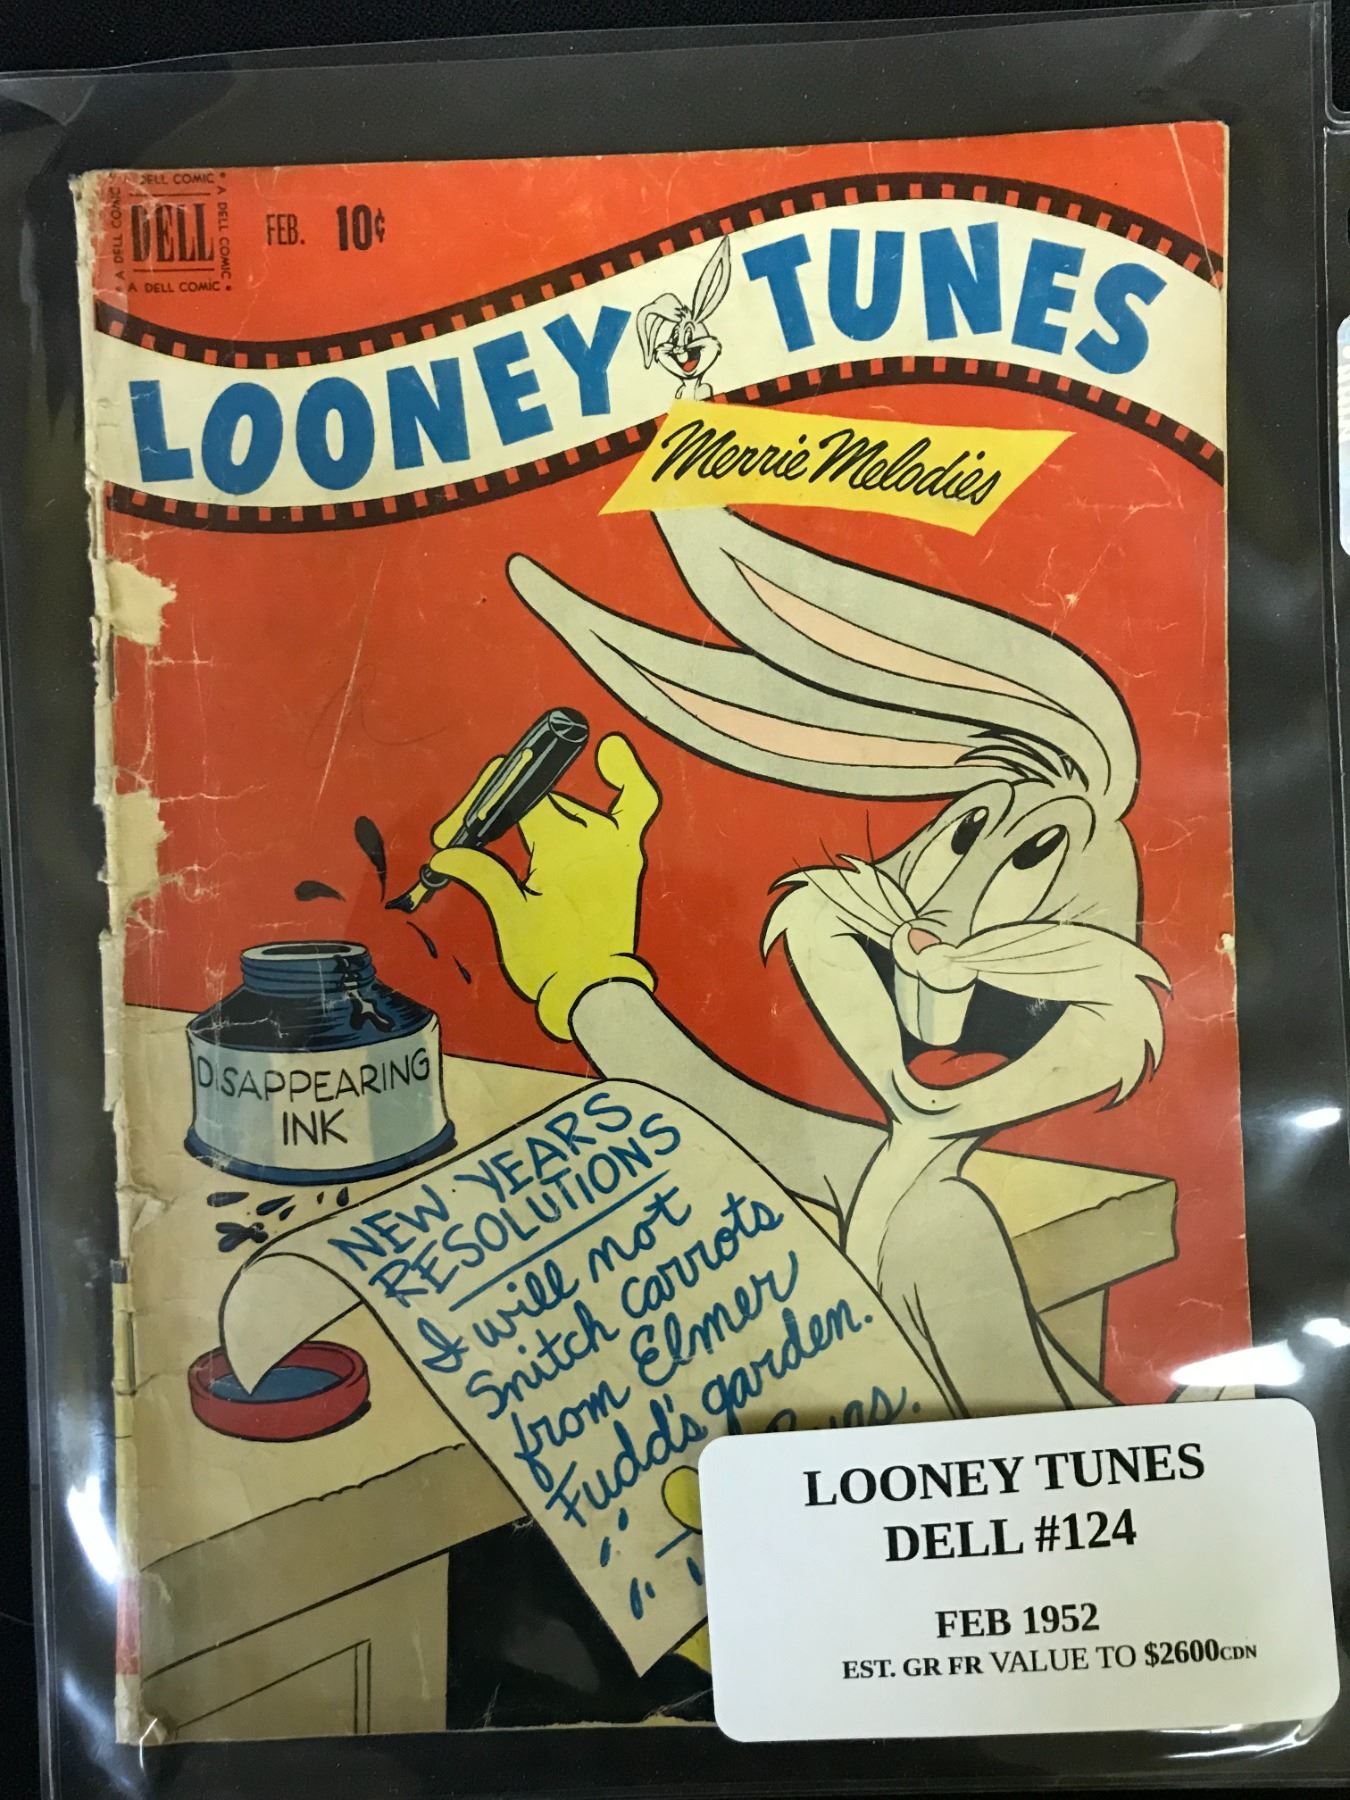 DELL COMIC
A DELL COMIC
A DELL COMIC
A DELL COMIC
DELL
FEB. 10¢
LOONEY TUNES
Merrie Melodies
DISAPPEARING
INK
NEW YEARS
RESOLUTIONS
I will not
Snitch carrots
from Elmer
Fudd's garden.
Bugs.
LOONEY TUNES
DELL #124
FEB 1952
EST. GR FR VALUE TO $2600CDN